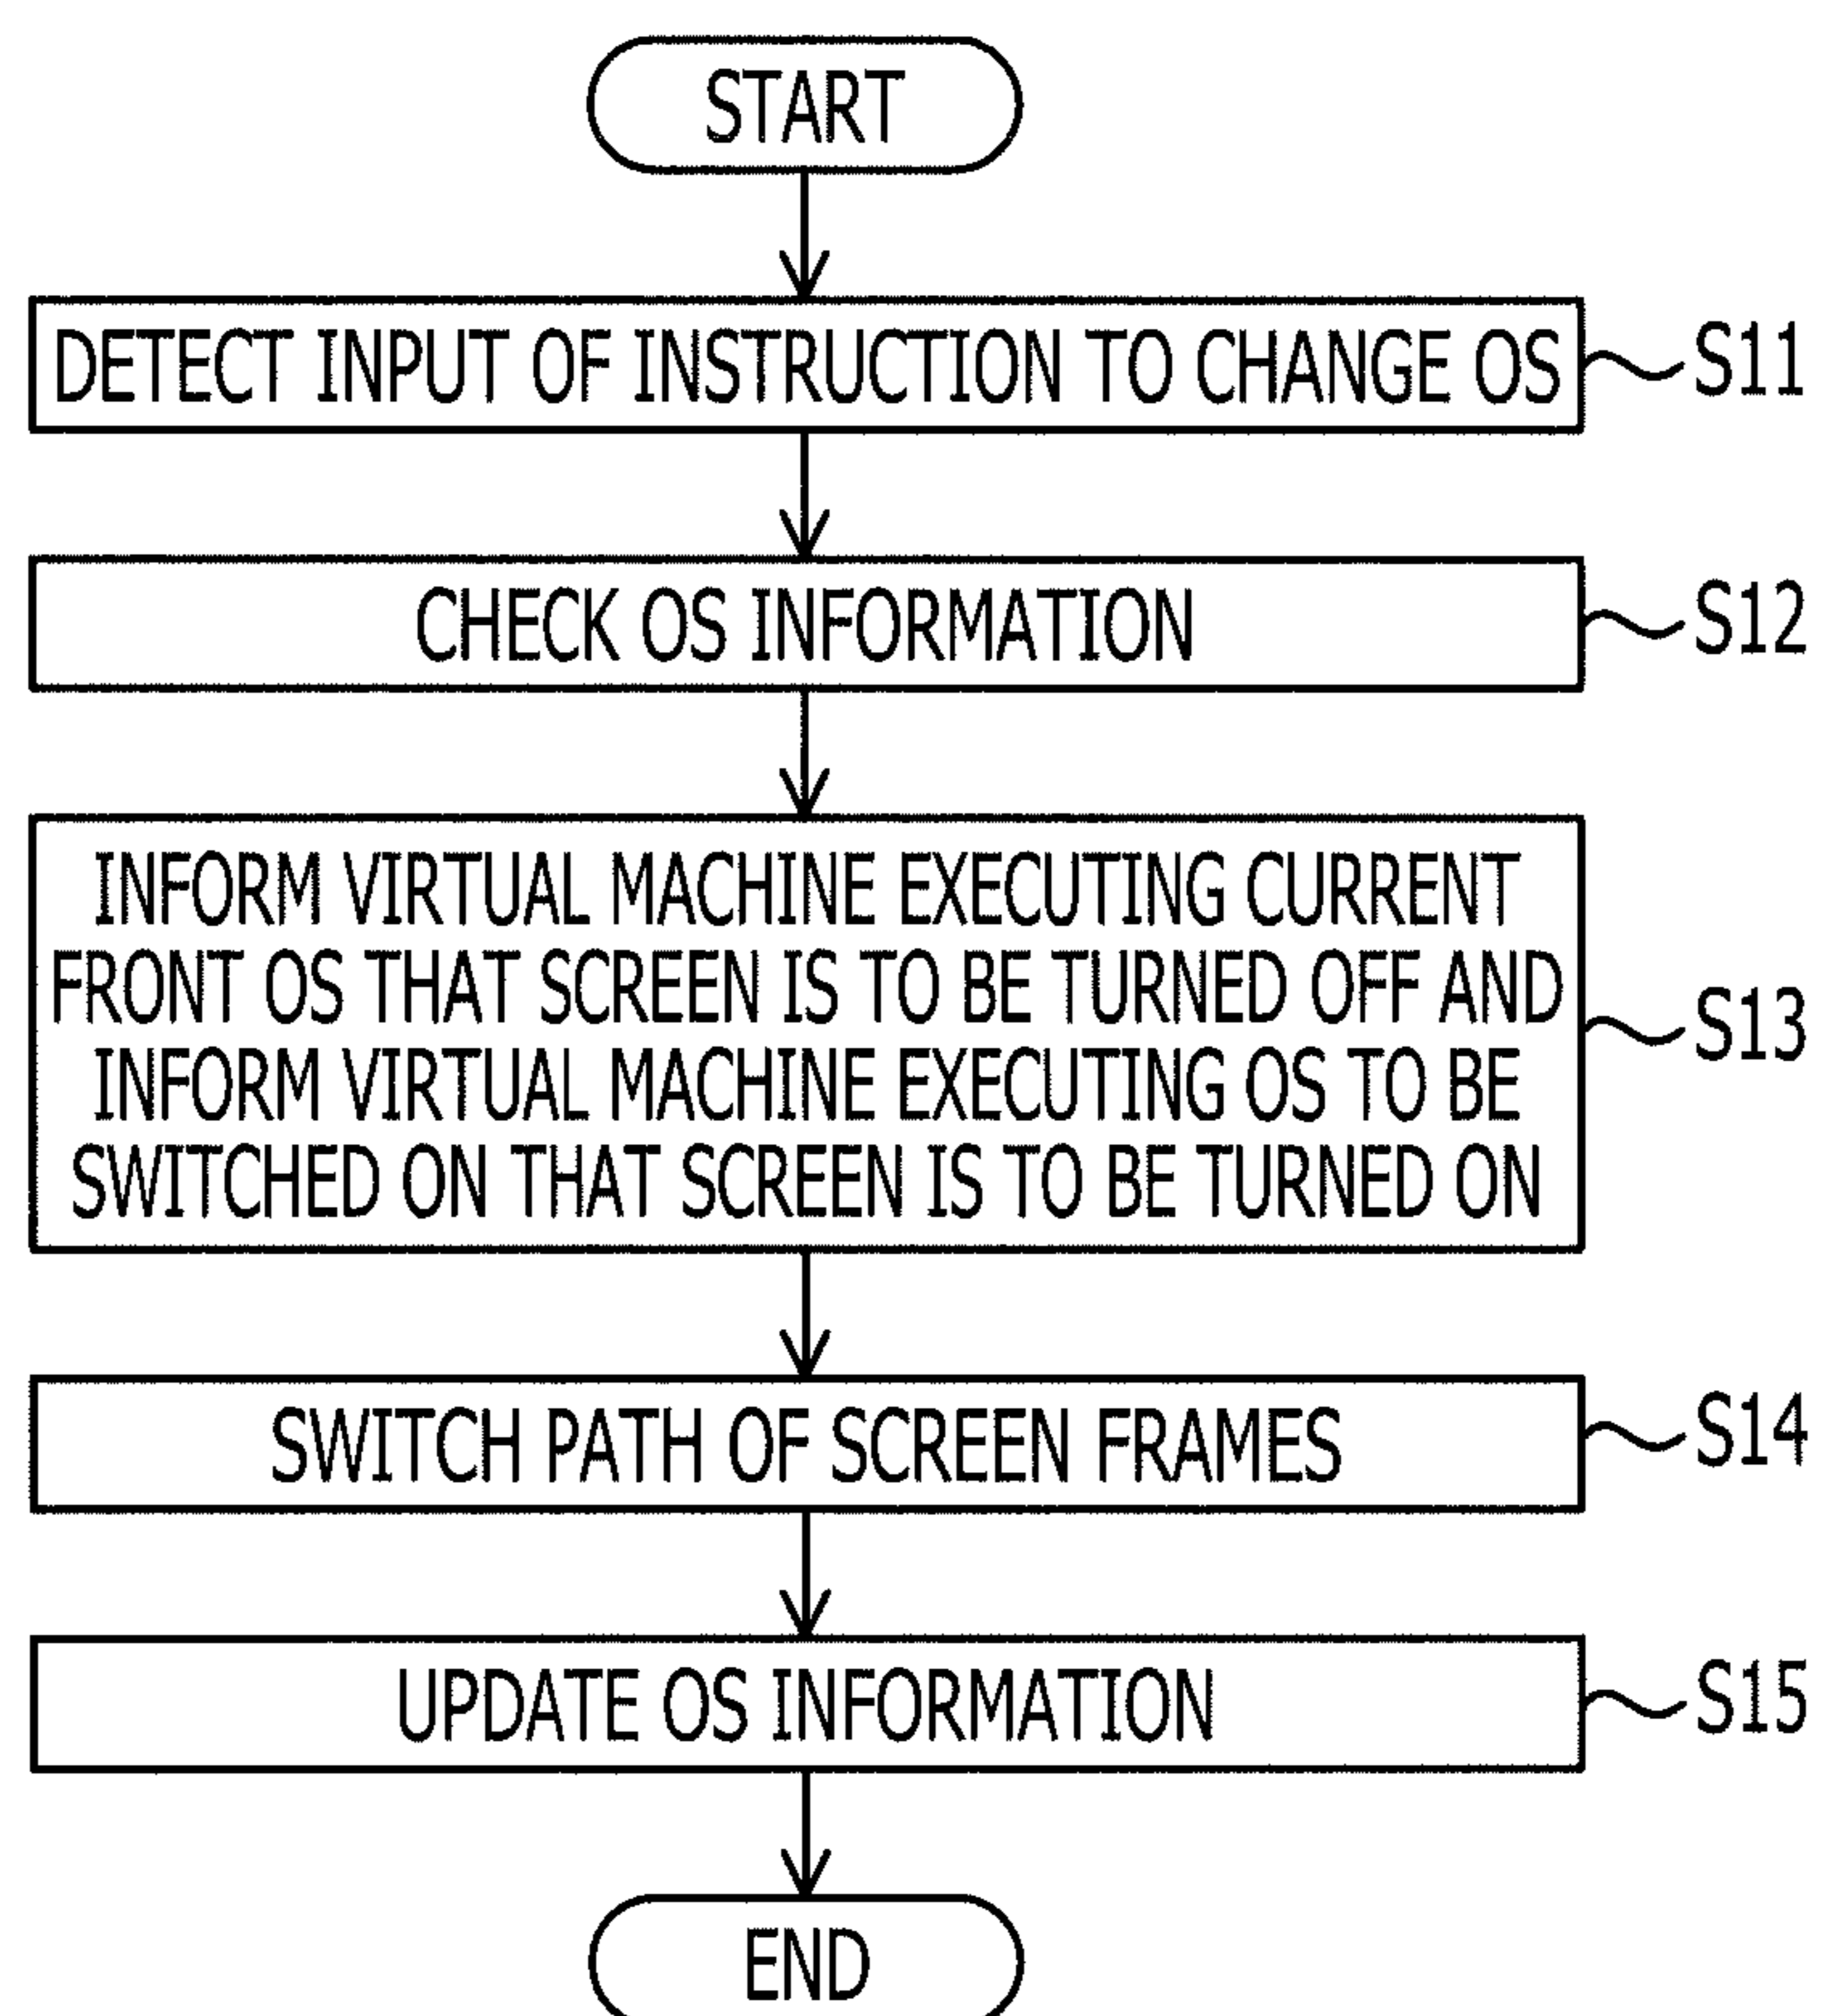 START
DETECT INPUT OF INSTRUCTION TO CHANGE OS
S11
CHECK OS INFORMATION
S12
INFORM VIRTUAL MACHINE EXECUTING CURRENT
FRONT OS THAT SCREEN IS TO BE TURNED OFF AND
INFORM VIRTUAL MACHINE EXECUTING OS TO BE
SWITCHED ON THAT SCREEN IS TO BE TURNED ON
S13
SWITCH PATH OF SCREEN FRAMES
S14
UPDATE OS INFORMATION
S15
END